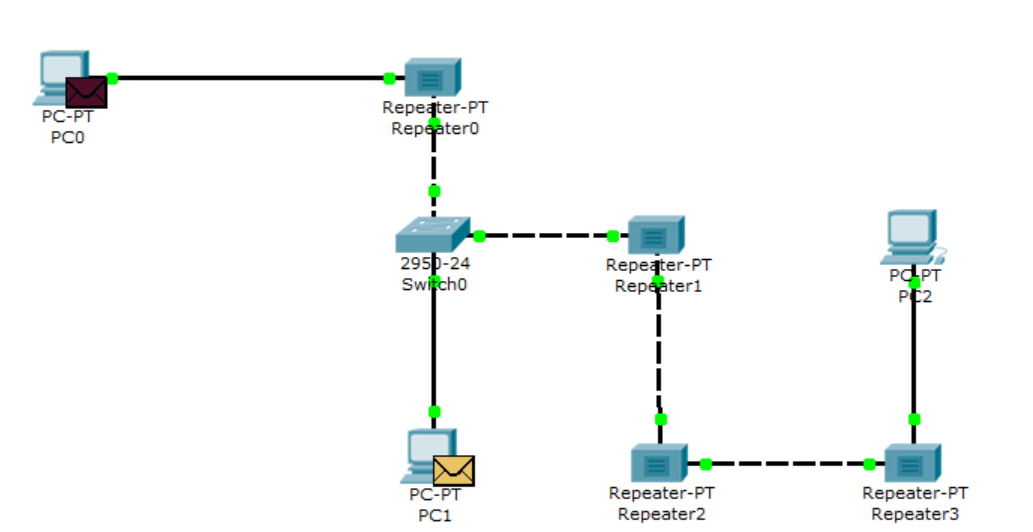 PC-PT
PC0
Repeater-PT
Repeater0
2950-24
Switch0
Repeater-PT
Repeater1
PC-PT
PC2
PC-PT
PC1
Repeater-PT
Repeater2
Repeater-PT
Repeater3